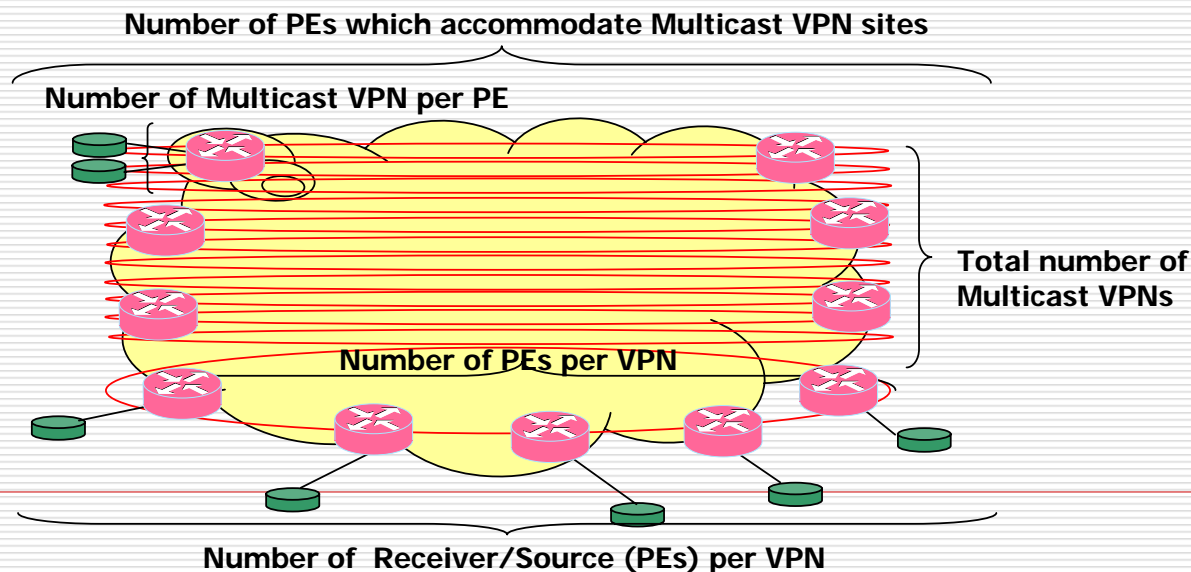 Number of PEs which accommodate Multicast VPN sites
Number of Multicast VPN per PE
Total number of
Multicast VPNs
Number of PEs per VPN
Number of Receiver/Source (PEs) per VPN